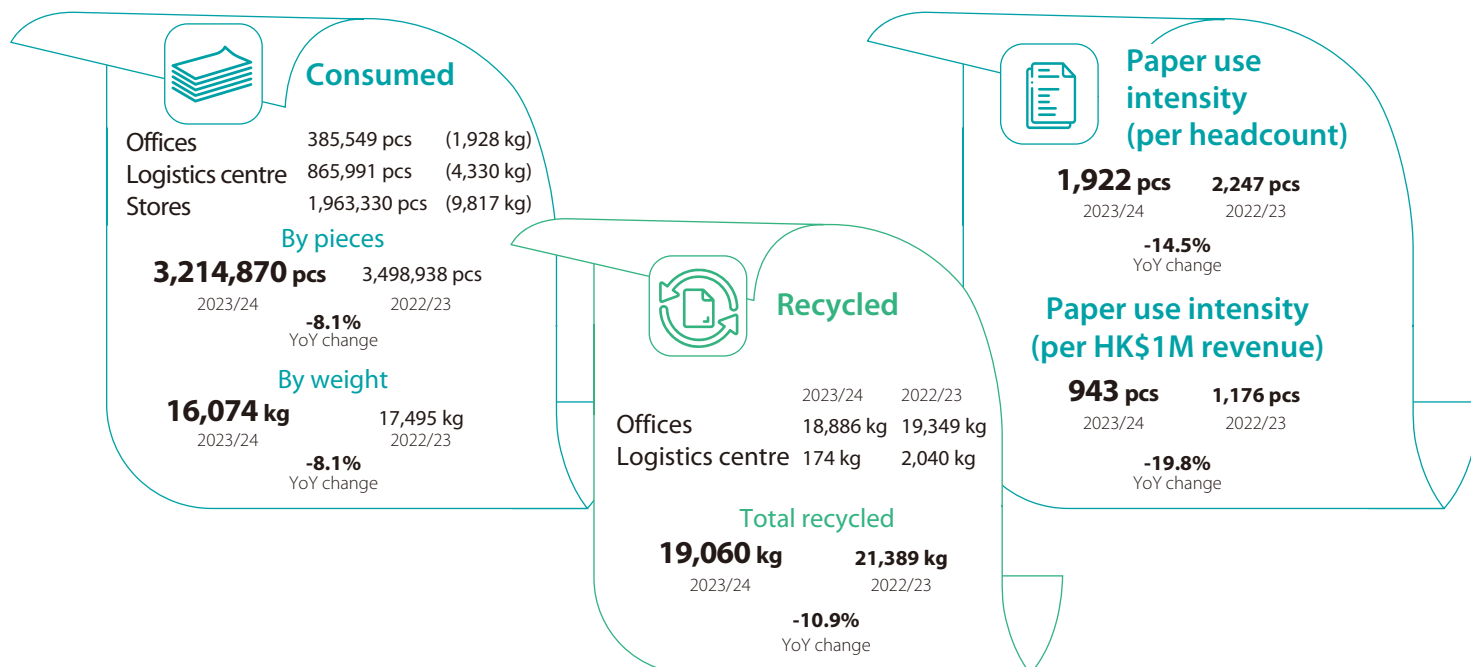 Consumed
Offices 385,549 pcs (1,928 kg)
Logistics centre 865,991 pcs (4,330 kg)
Stores 1,963,330 pcs (9,817 kg)
By pieces
3,214,870 pcs 3,498,938 pcs
2023/24 2022/23
-8.1%
YoY change
By weight
16,074 kg 17,495 kg
2023/24 2022/23
-8.1%
YoY change
Recycled
2023/24 2022/23
Offices 18,886 kg 19,349 kg
Logistics centre 174 kg 2,040 kg
Total recycled
19,060 kg 21,389 kg
2023/24 2022/23
-10.9%
YoY change
Paper use
intensity
(per headcount)
1,922 pcs 2,247 pcs
2023/24 2022/23
-14.5%
YoY change
Paper use intensity
(per HK$1M revenue)
943 pcs 1,176 pcs
2023/24 2022/23
-19.8%
YoY change